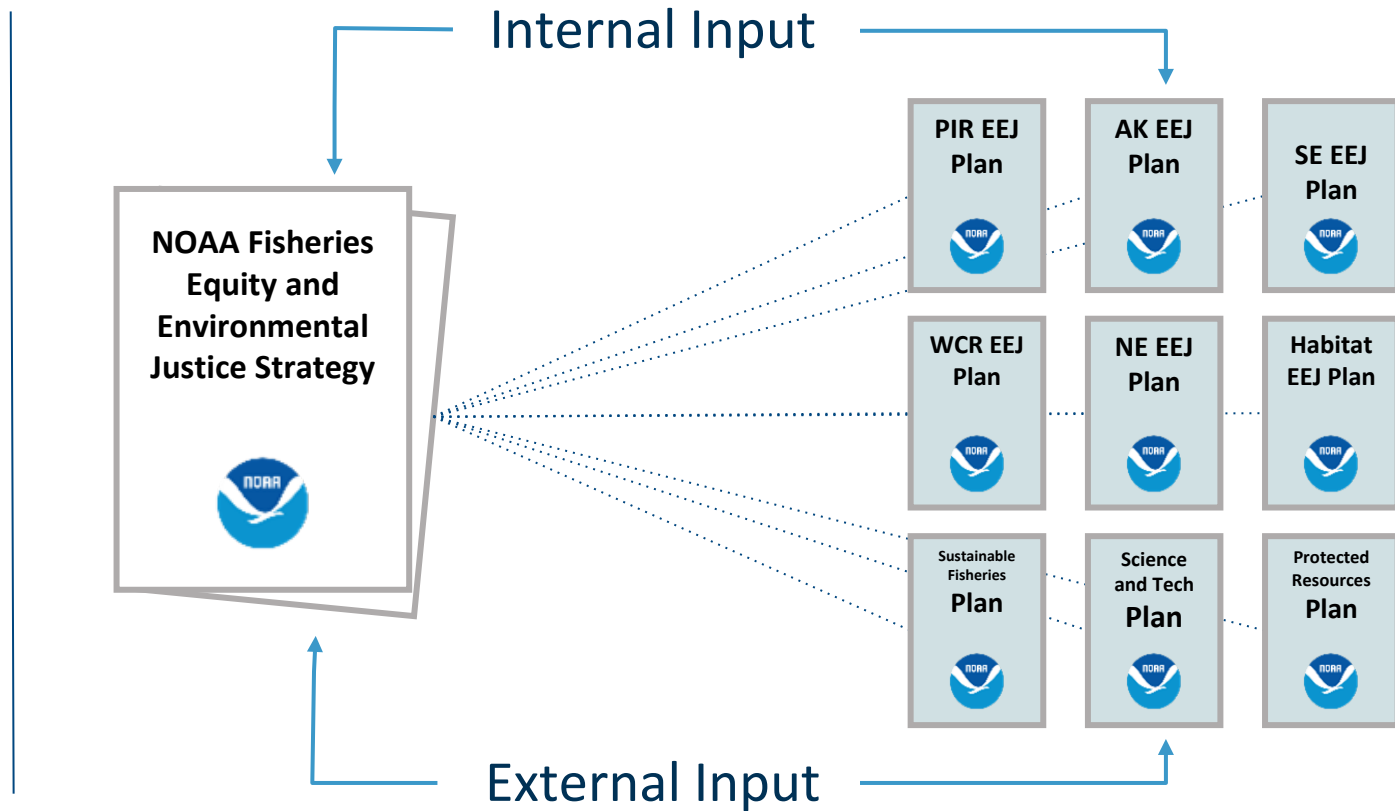 Internal Input
NOAA Fisheries
Equity and
Environmental
Justice Strategy
NOAA
PIR EEJ
Plan
NOAA
AK EEJ
Plan
NOAA
SE EEJ
Plan
NOAA
WCR EEJ
Plan
NOAA
NE EEJ
Plan
NOAA
Habitat
EEJ Plan
NOAA
Sustainable
Fisheries
Plan
NOAA
Science
and Tech
Plan
NOAA
Protected
Resources
Plan
NOAA
External Input